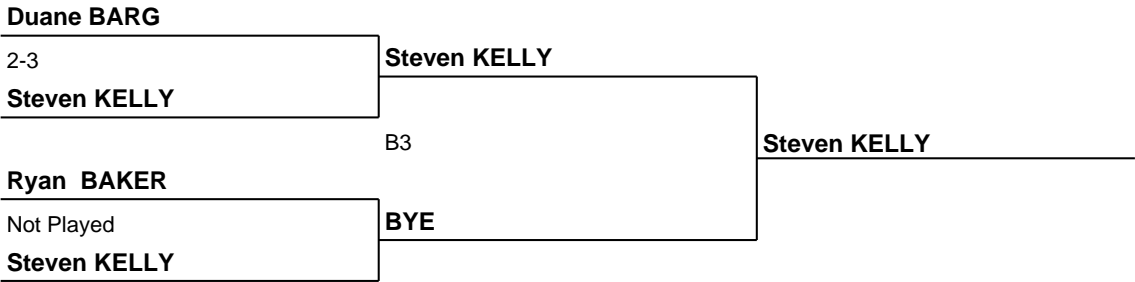 Duane BARG
2-3
Steven KELLY
Steven KELLY
B3
Steven KELLY
Ryan  BAKER
Not Played
BYE
Steven KELLY